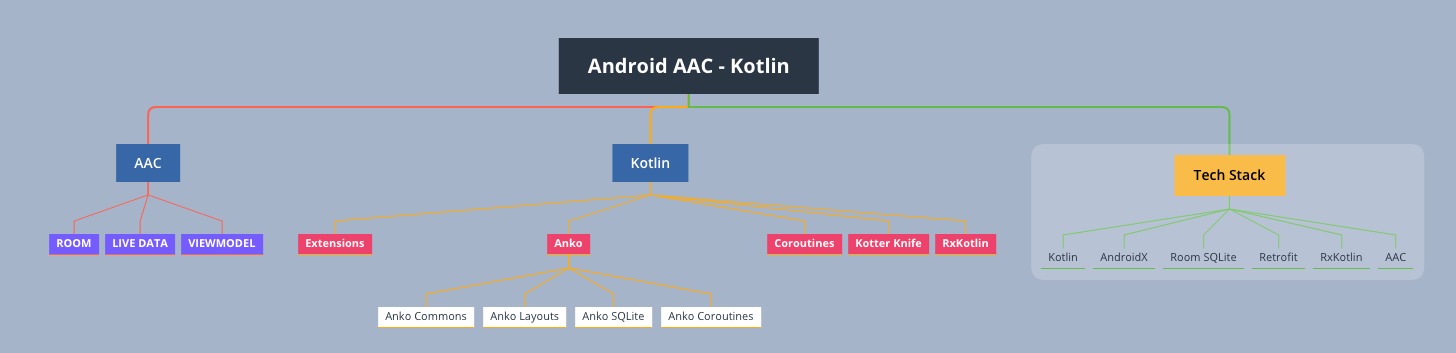 Android AAC - Kotlin
AAC
Kotlin
Tech Stack
ROOM
LIVE DATA
VIEWMODEL
Extensions
Anko
Coroutines
Kotter Knife
RxKotlin
Kotlin
AndroidX
Room SQLite
Retrofit
RxKotlin
AAC
Anko Commons
Anko Layouts
Anko SQLite
Anko Coroutines